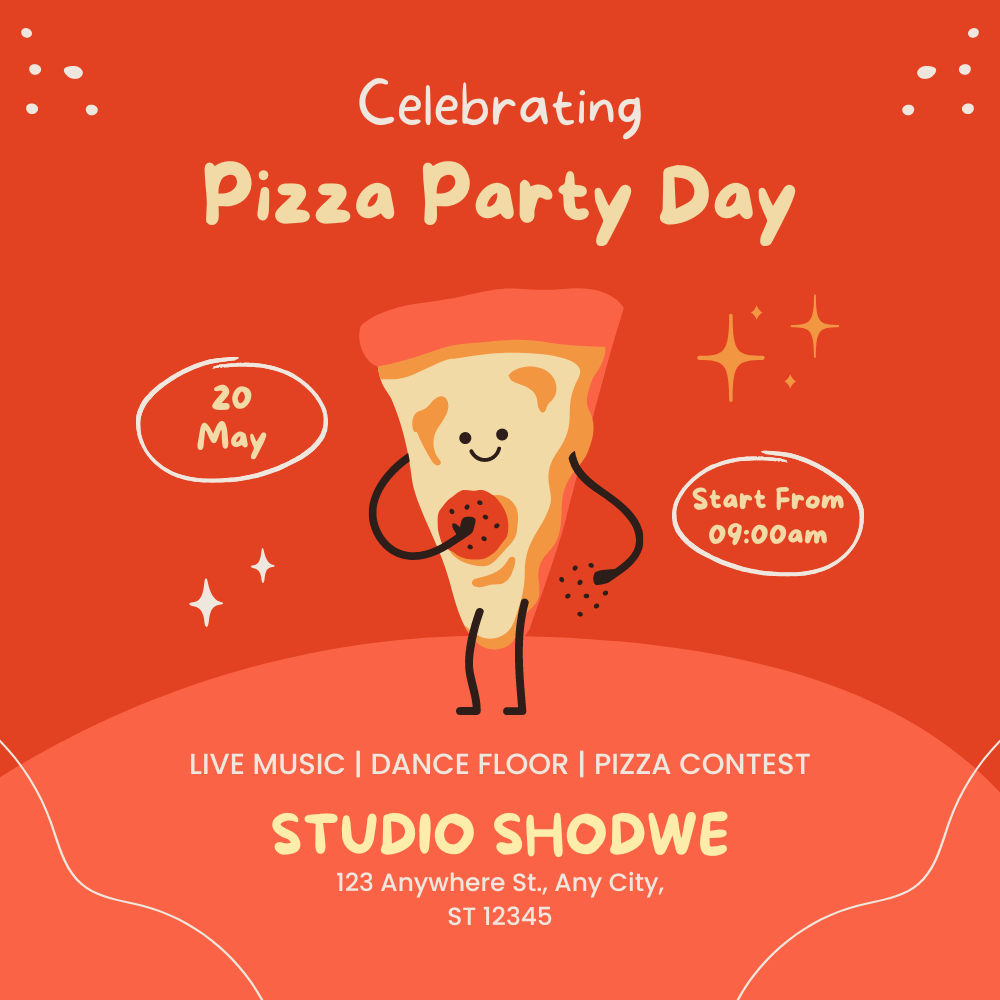 Celebrating
Pizza Party Day
20
May
Start From
09:00am
LIVE MUSIC | DANCE FLOOR | PIZZA CONTEST
STUDIO SHODWE
123 Anywhere St., Any City,
ST 12345